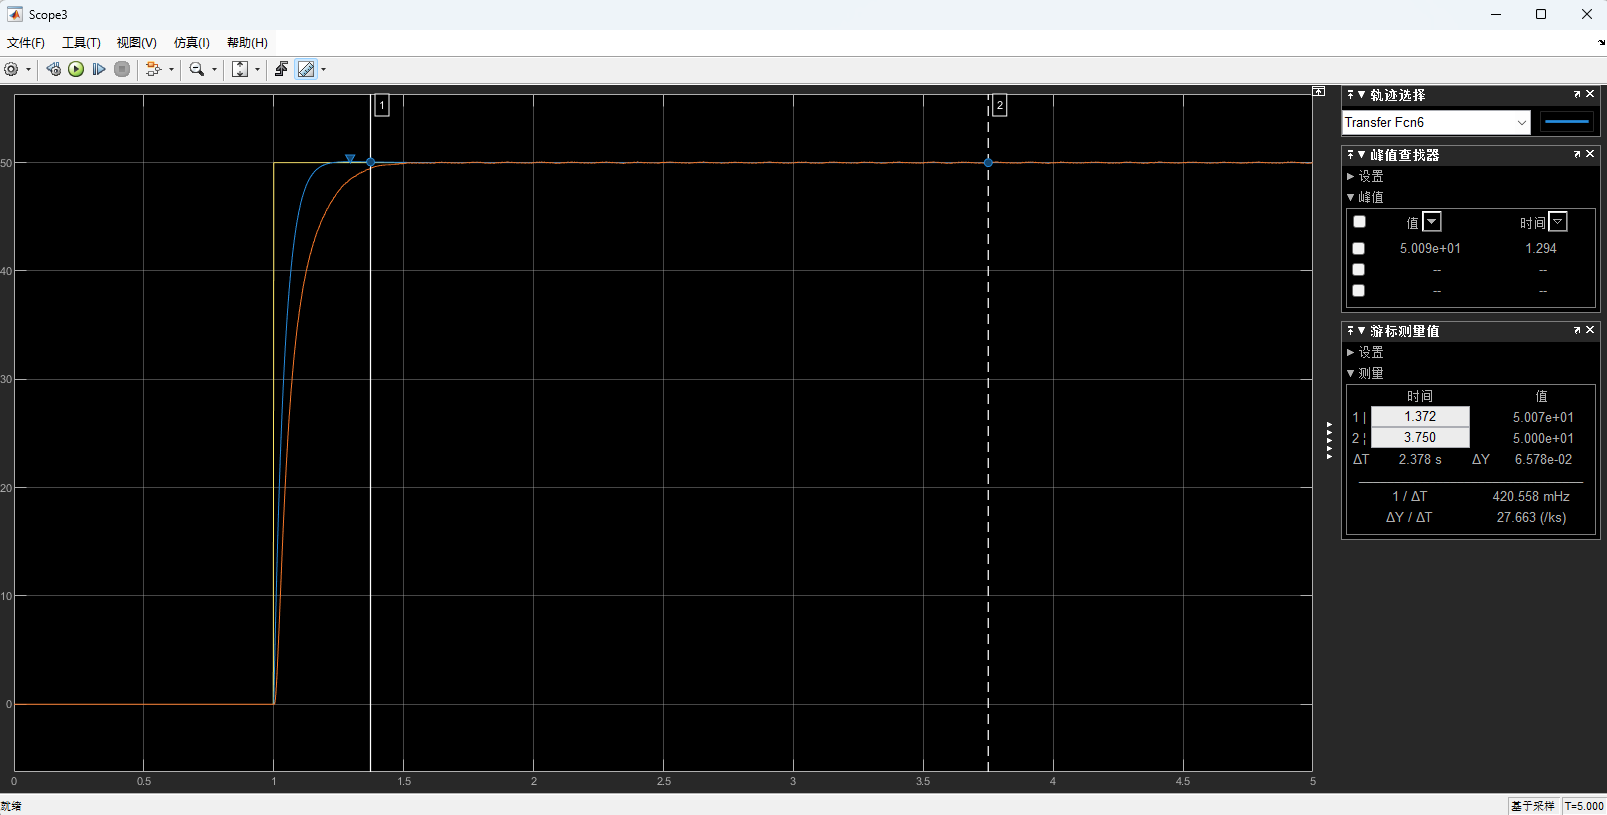 Scope3
文件(F) 工具(T) 视图(V) 仿真(I) 帮助(H)
1
2
50
40
30
20
10
0
0 0.5 1 1.5 2 2.5 3 3.5 4 4.5 5
轨迹选择
Transfer Fcn6
峰值查找器
设置
峰值
值 时间
5.009e+01 1.294
-- --
-- --
游标测量值
设置
测量
时间 值
1 | 1.372 5.007e+01
2 ¦ 3.750 5.000e+01
ΔT 2.378 s ΔY 6.578e-02
1 / ΔT 420.558 mHz
ΔY / ΔT 27.663 (/ks)
就绪 基于采样 T=5.000